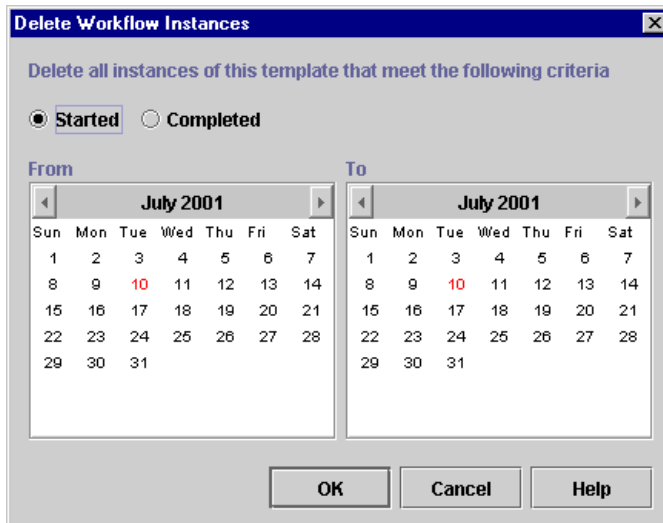 Delete Workflow Instances
Delete all instances of this template that meet the following criteria
Started Completed
From To
July 2001 July 2001
Sun Mon Tue Wed Thu Fri Sat Sun Mon Tue Wed Thu Fri Sat
1 2 3 4 5 6 7 1 2 3 4 5 6 7
8 9 10 11 12 13 14 8 9 10 11 12 13 14
15 16 17 18 19 20 21 15 16 17 18 19 20 21
22 23 24 25 26 27 28 22 23 24 25 26 27 28
29 30 31 29 30 31
OK Cancel Help